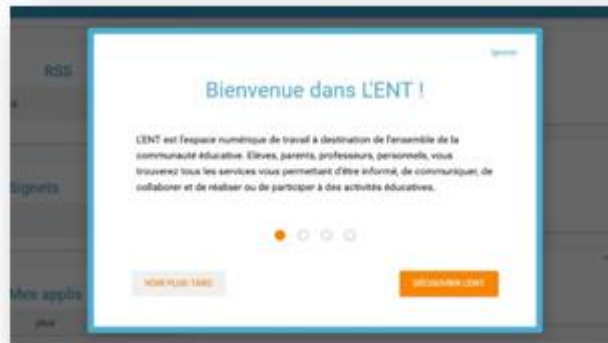 Ignorer
RSS
Bienvenue dans L'ENT !
L'ENT est l'espace numérique de travail à destination de l'ensemble de la
communauté éducative. Elèves, parents, professeurs, personnels, vous
trouverez tous les services vous permettant d'être informé, de communiquer, de
collaborer et de réaliser ou de participer à des activités éducatives.
Signets
VOIR PLUS TARD
DÉCOUVRIR L'ENT
Mes applis
plus